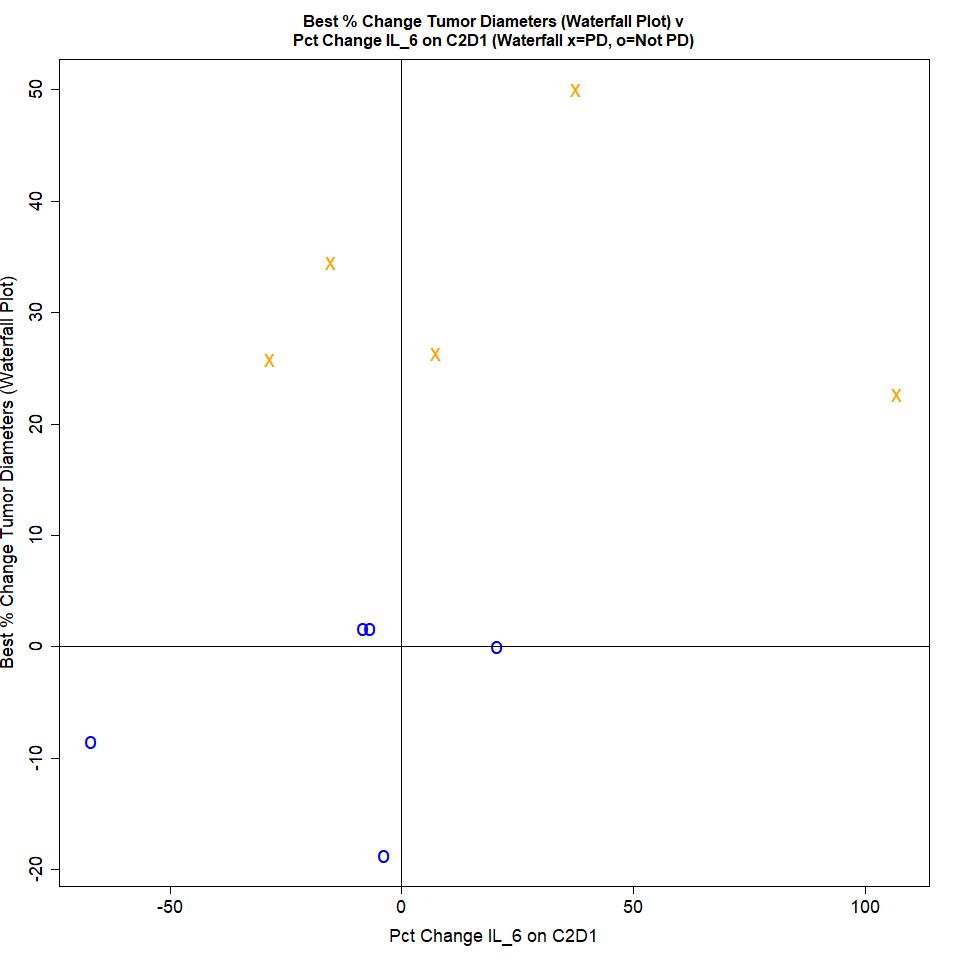 Best % Change Tumor Diameters (Waterfall Plot) v
Pct Change IL_6 on C2D1 (Waterfall x=PD, o=Not PD)
Best % Change Tumor Diameters (Waterfall Plot)
50
40
30
20
10
0
-10
-20
X
X
X
X
X
O
O
O
O
O
-50
0
50
100
Pct Change IL_6 on C2D1